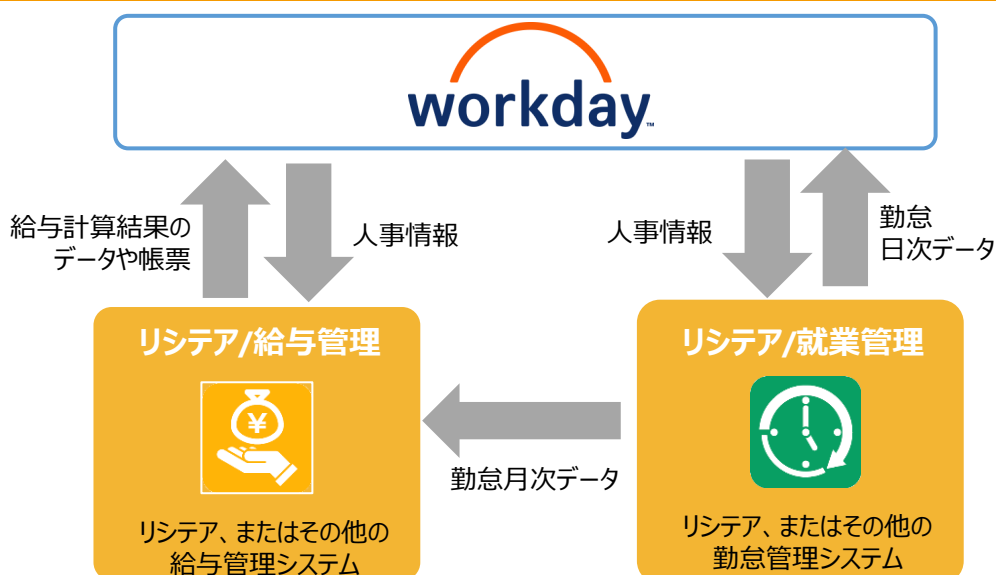 workday™
給与計算結果の
データや帳票
人事情報
人事情報
勤怠
日次データ
リシテア/給与管理
¥
リシテア、またはその他の
給与管理システム
勤怠月次データ
リシテア/就業管理
リシテア、またはその他の
勤怠管理システム